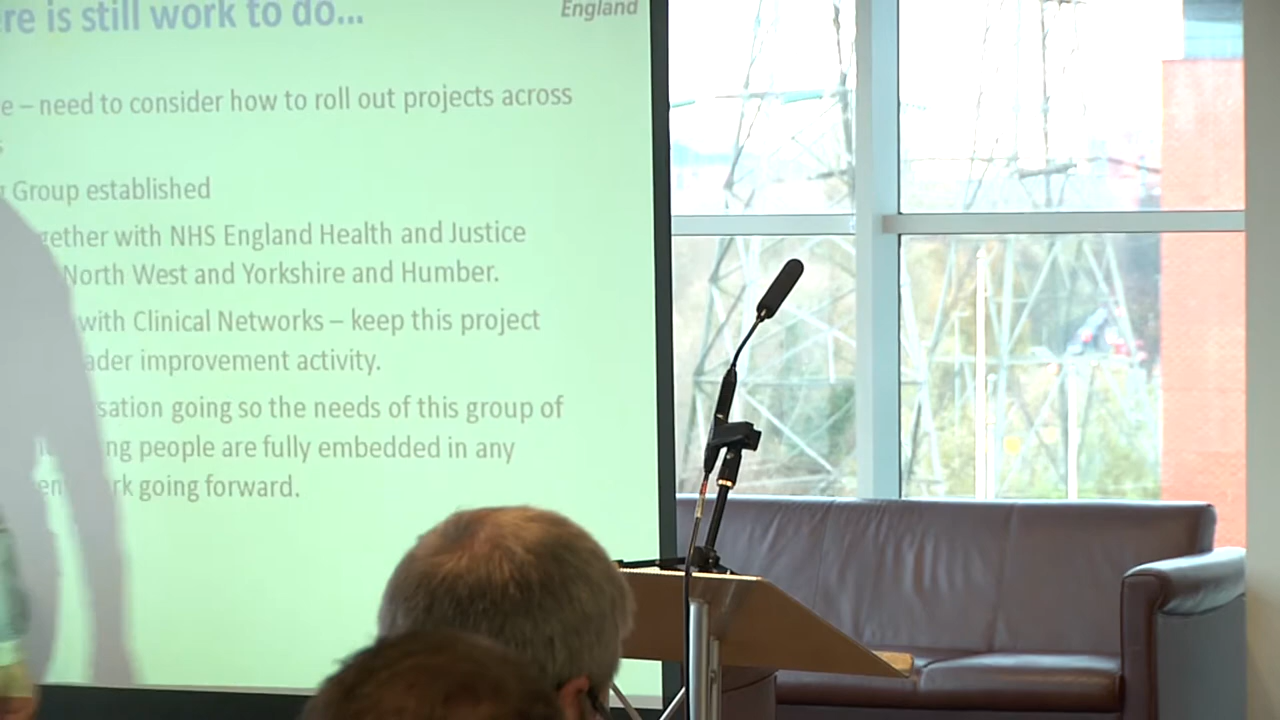 England
re is still work to do...
e – need to consider how to roll out projects across
s
g Group established
gether with NHS England Health and Justice
North West and Yorkshire and Humber.
with Clinical Networks – keep this project
ader improvement activity.
sation going so the needs of this group of
ng people are fully embedded in any
en rk going forward.